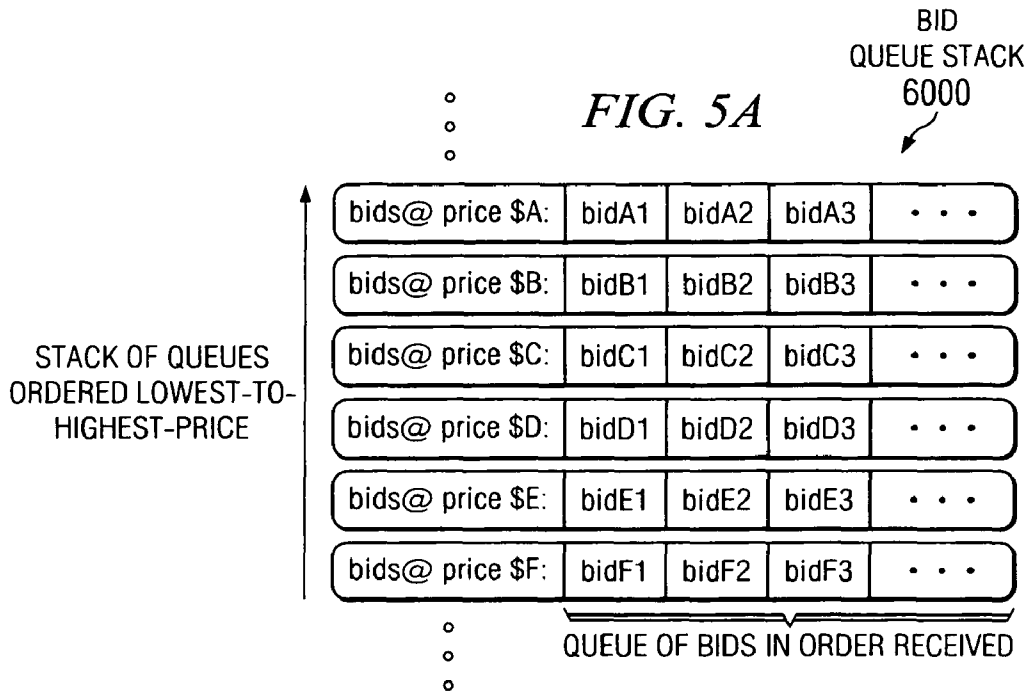 BID
QUEUE STACK
6000
FIG. 5A
bids@ price $A: bidA1 bidA2 bidA3 • • •
bids@ price $B: bidB1 bidB2 bidB3 • • •
bids@ price $C: bidC1 bidC2 bidC3 • • •
bids@ price $D: bidD1 bidD2 bidD3 • • •
bids@ price $E: bidE1 bidE2 bidE3 • • •
bids@ price $F: bidF1 bidF2 bidF3 • • •
STACK OF QUEUES
ORDERED LOWEST-TO-
HIGHEST-PRICE
QUEUE OF BIDS IN ORDER RECEIVED